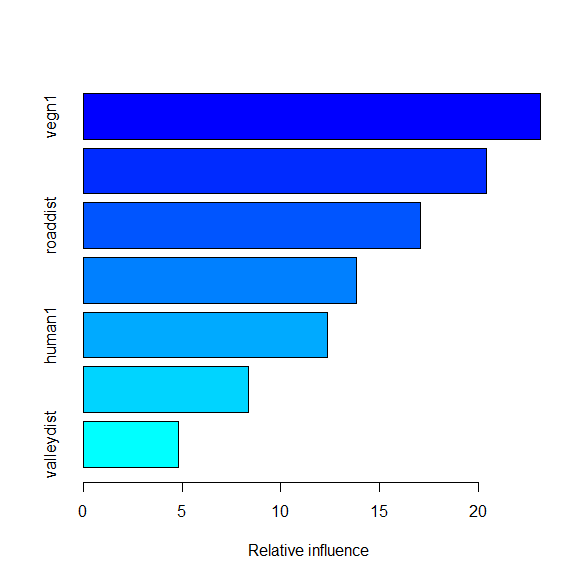 vegn1
roaddist
human1
valleydist
0 5 10 15 20
Relative influence